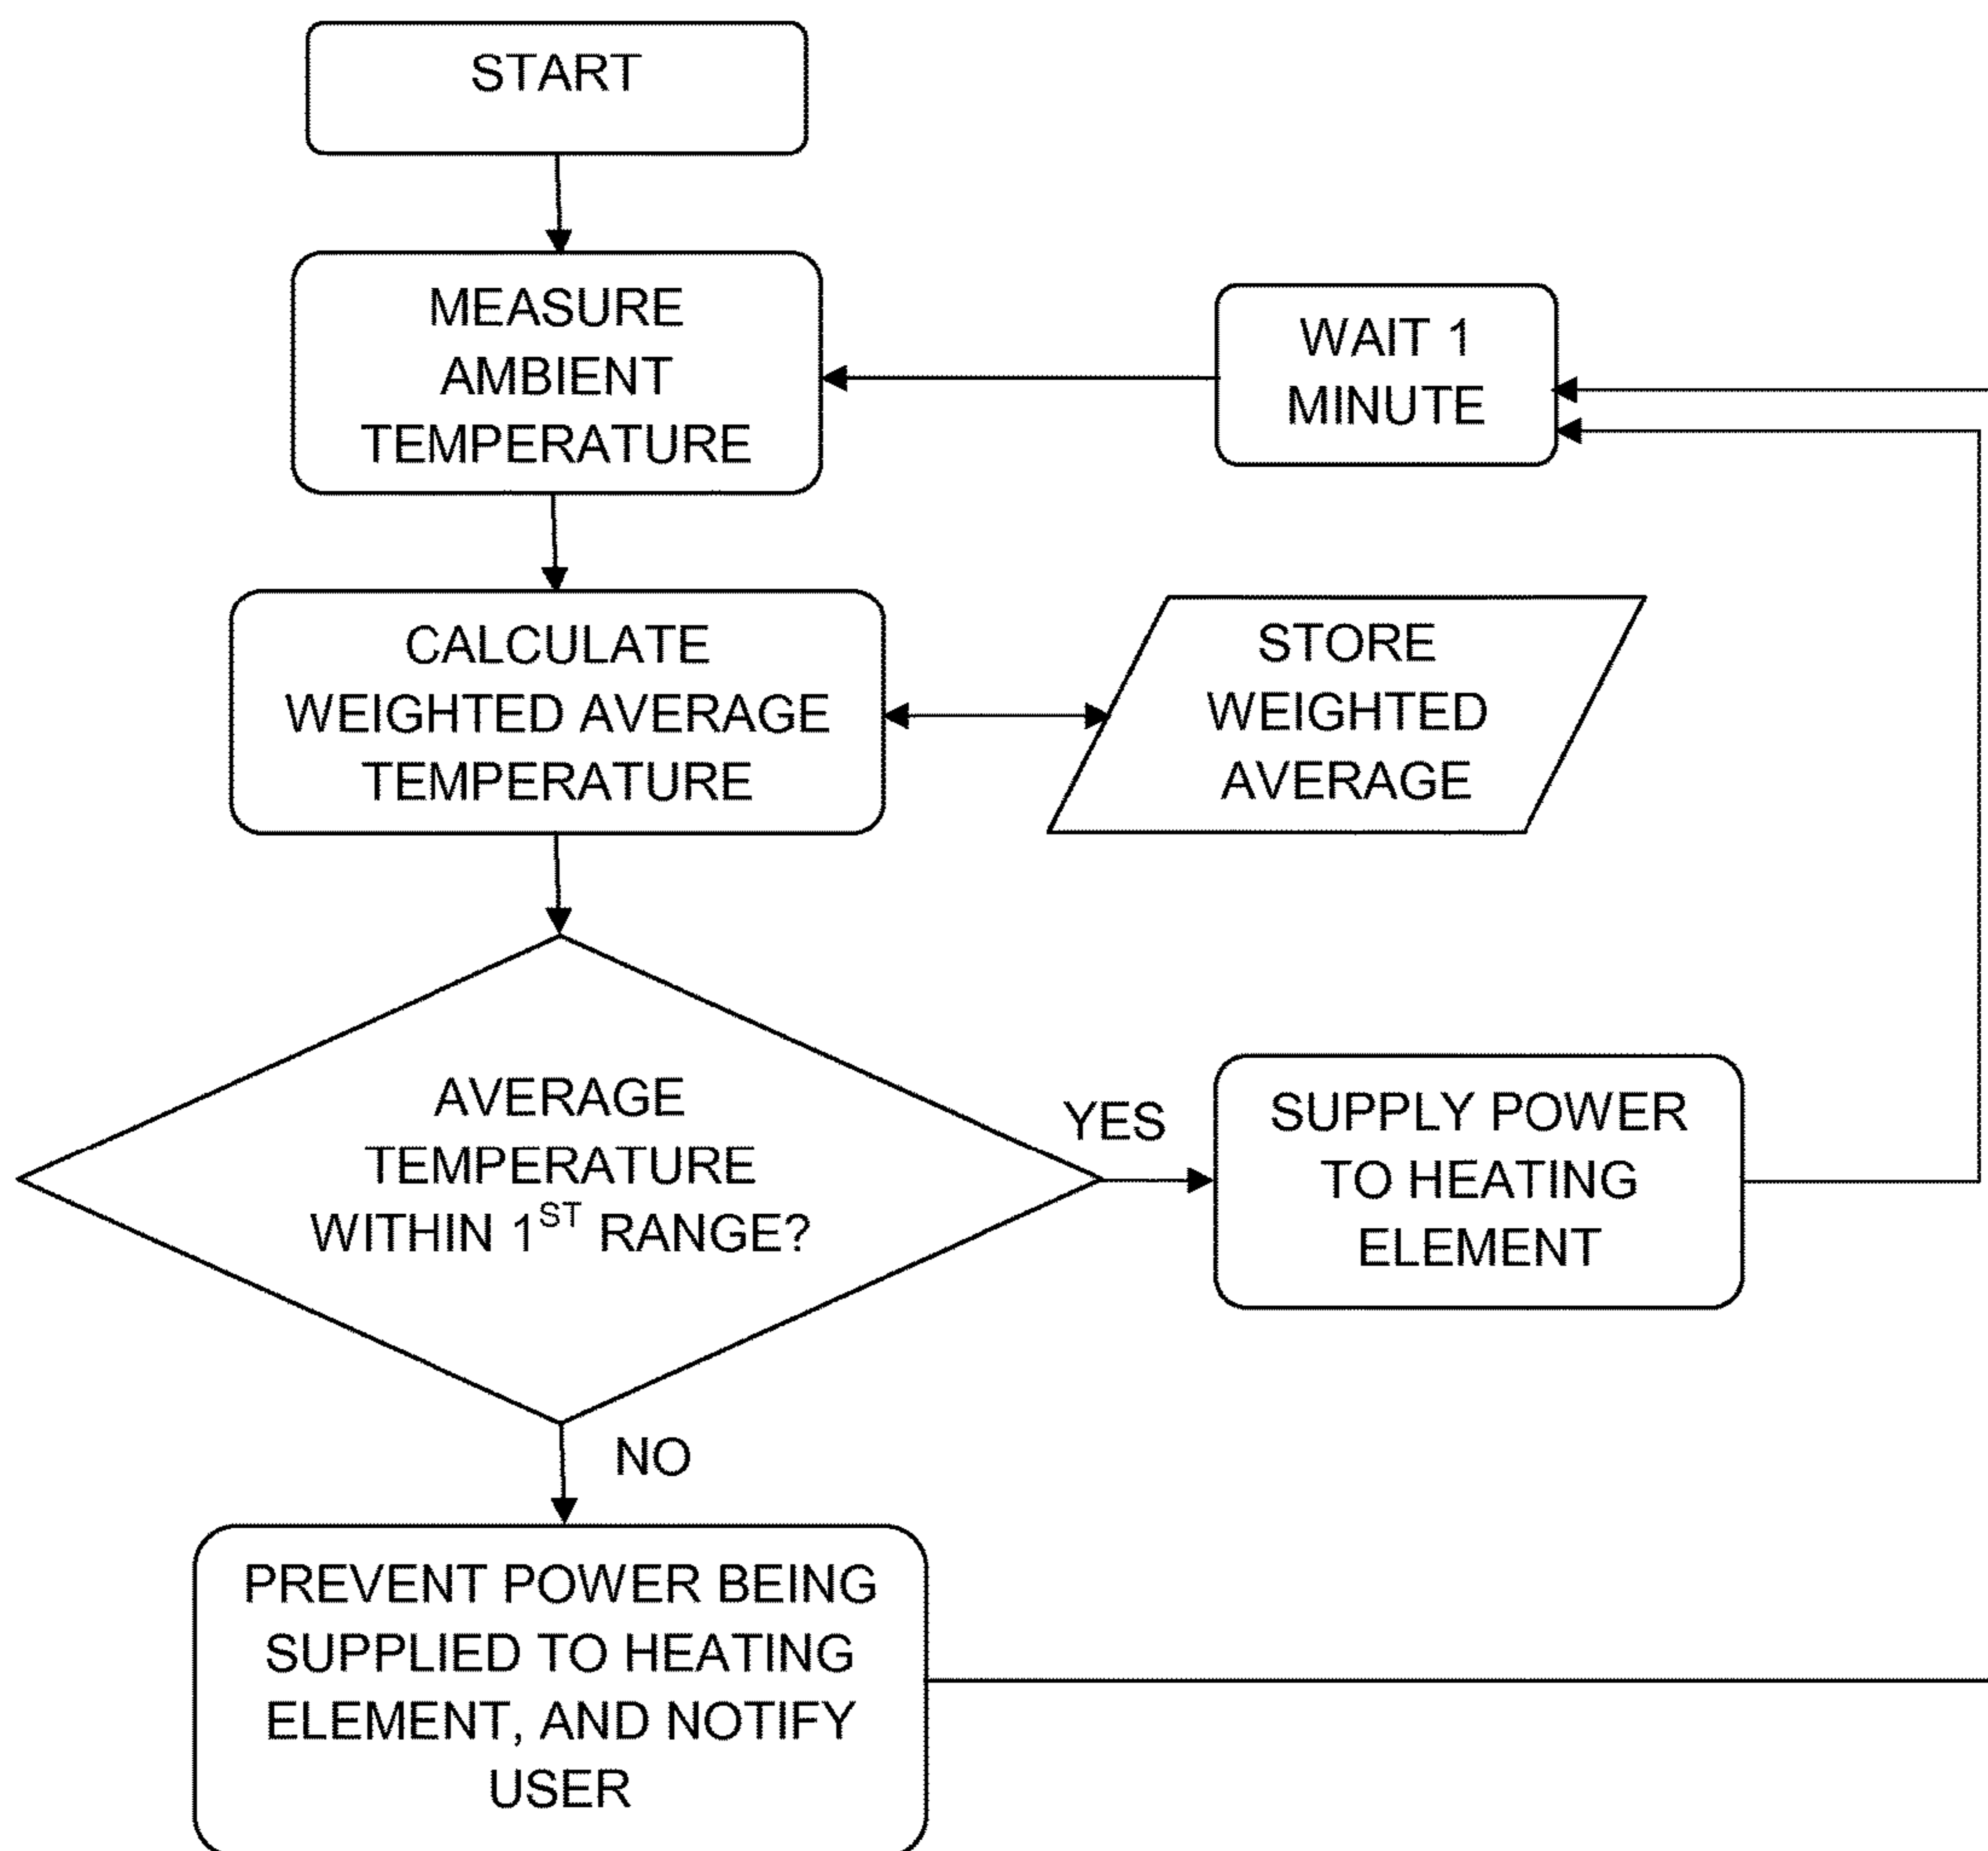 START
MEASURE
AMBIENT
TEMPERATURE
WAIT 1
MINUTE
CALCULATE
WEIGHTED AVERAGE
TEMPERATURE
STORE
WEIGHTED
AVERAGE
AVERAGE
TEMPERATURE
WITHIN 1ST RANGE?
YES
SUPPLY POWER
TO HEATING
ELEMENT
NO
PREVENT POWER BEING
SUPPLIED TO HEATING
ELEMENT, AND NOTIFY
USER